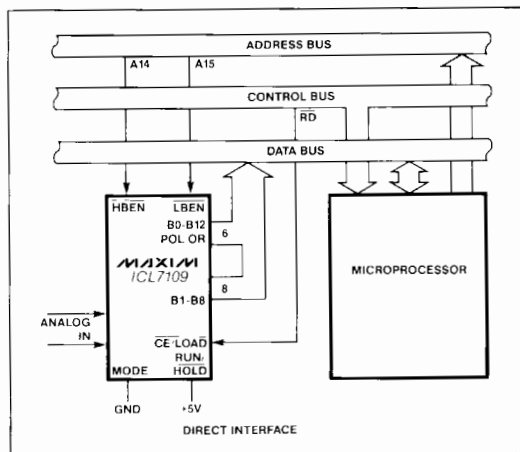 ADDRESS BUS
A14
A15
CONTROL BUS
RD
DATA BUS
HBEN
LBEN
B0-B12
POL OR
6
MAXIM
ICL7109
8
B1-B8
MICROPROCESSOR
ANALOG
IN
CE/LOAD
RUN/
MODE
HOLD
GND
+5V
DIRECT INTERFACE